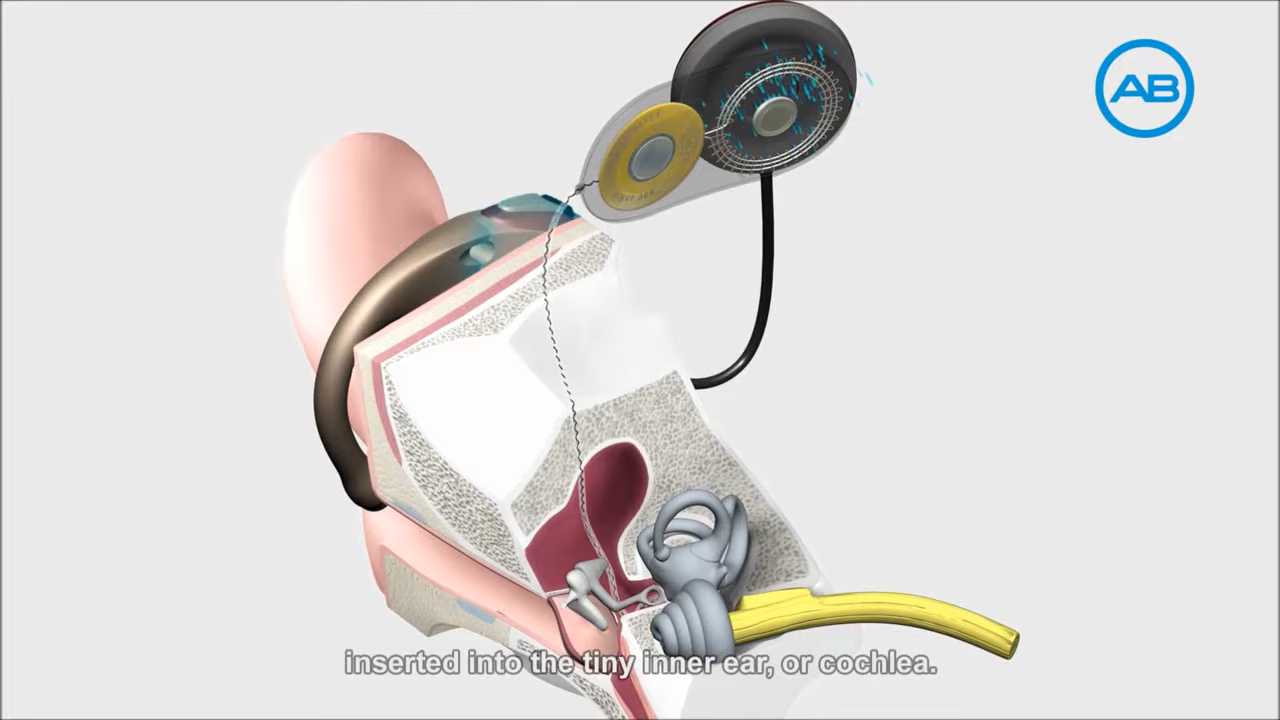 AB
inserted into the tiny inner ear, or cochlea.